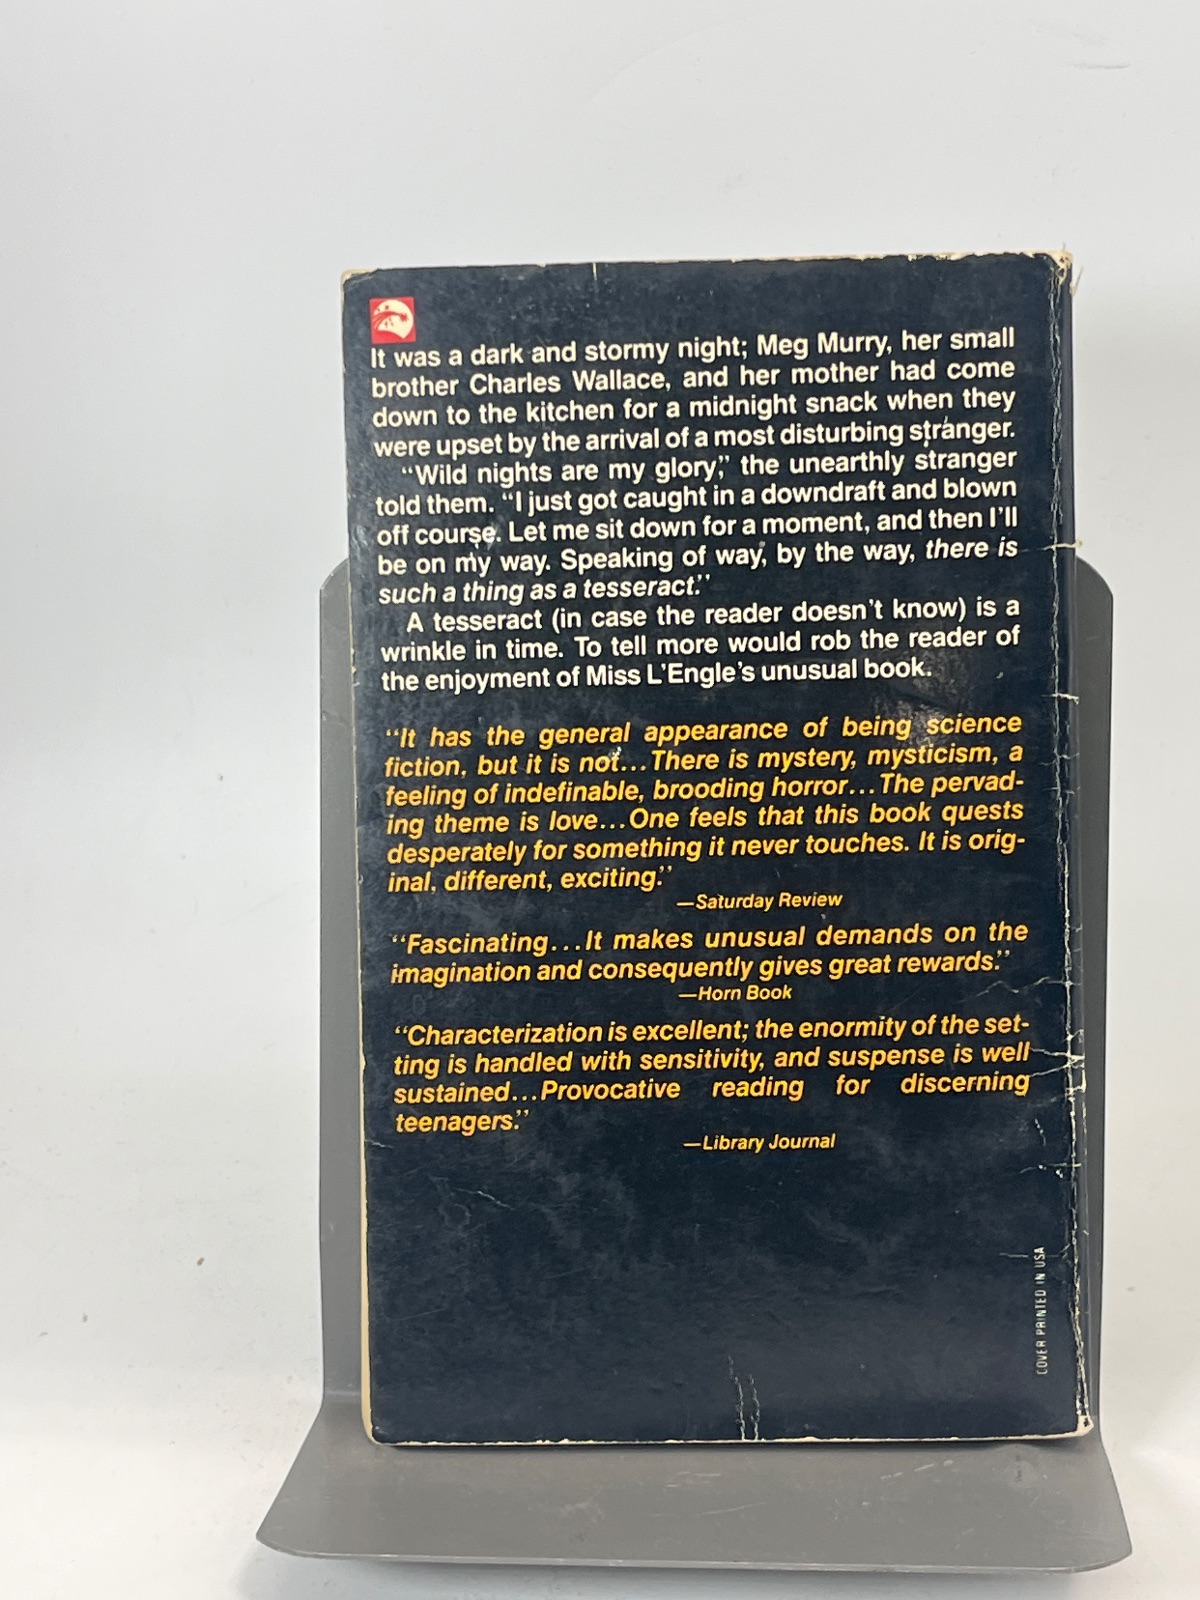 It was a dark and stormy night; Meg Murry, her small
brother Charles Wallace, and her mother had come
down to the kitchen for a midnight snack when they
were upset by the arrival of a most disturbing stranger.
“Wild nights are my glory,” the unearthly stranger
told them. “I just got caught in a downdraft and blown
off course. Let me sit down for a moment, and then I’ll
be on my way. Speaking of way, by the way, there is
such a thing as a tesseract.”
A tesseract (in case the reader doesn’t know) is a
wrinkle in time. To tell more would rob the reader of
the enjoyment of Miss L’Engle’s unusual book.
“It has the general appearance of being science
fiction, but it is not...There is mystery, mysticism, a
feeling of indefinable, brooding horror...The pervad-
ing theme is love...One feels that this book quests
desperately for something it never touches. It is orig-
inal, different, exciting.”
—Saturday Review
“Fascinating...It makes unusual demands on the
imagination and consequently gives great rewards.”
—Horn Book
“Characterization is excellent; the enormity of the set-
ting is handled with sensitivity, and suspense is well
sustained...Provocative reading for discerning
teenagers.”
—Library Journal
COVER PRINTED IN USA